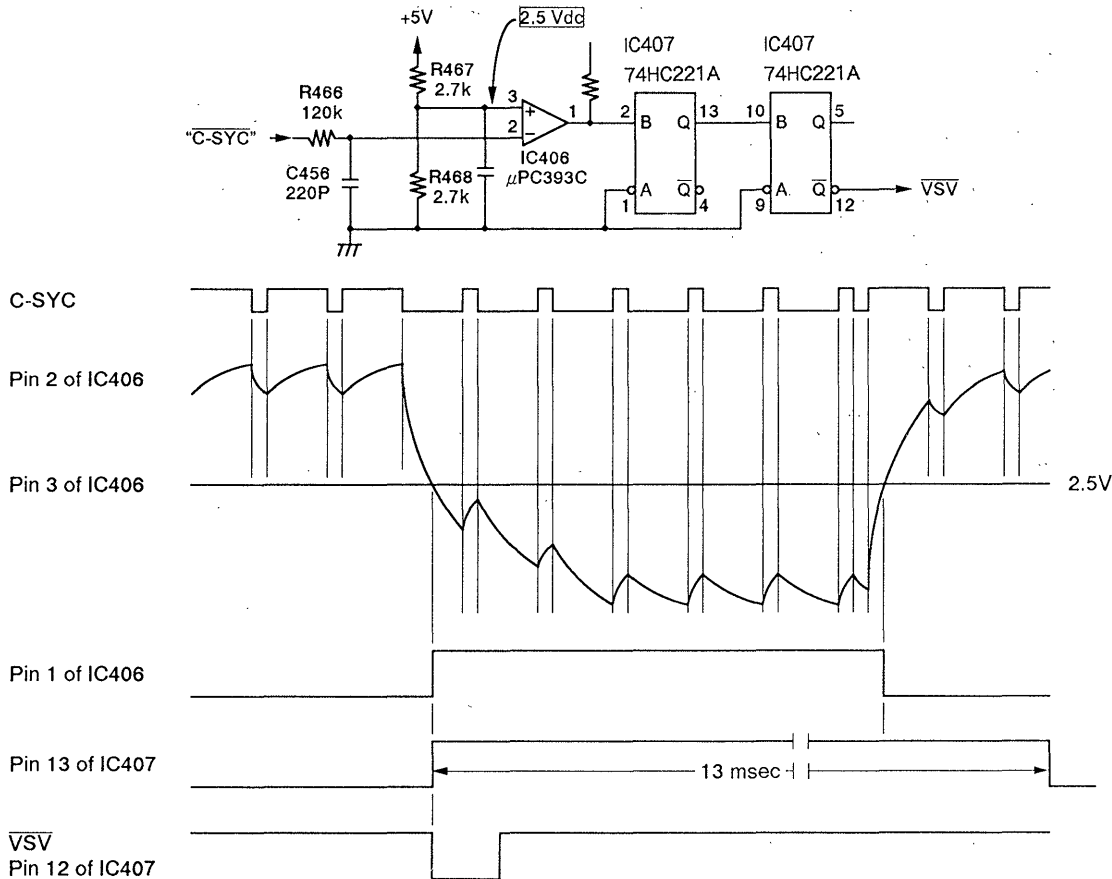 +5V
2.5 Vdc
IC407
74HC221A
IC407
74HC221A
R467
2.7k
R466
120k
"C-SYC"
C456
220P
R468
2.7k
3
+
2
−
1
IC406
μPC393C
2
B
Q
13
A
1
Q
4
10
B
Q
5
A
9
Q
12
VSV
C-SYC
Pin 2 of IC406
Pin 3 of IC406
2.5V
Pin 1 of IC406
Pin 13 of IC407
13 msec
VSV
Pin 12 of IC407